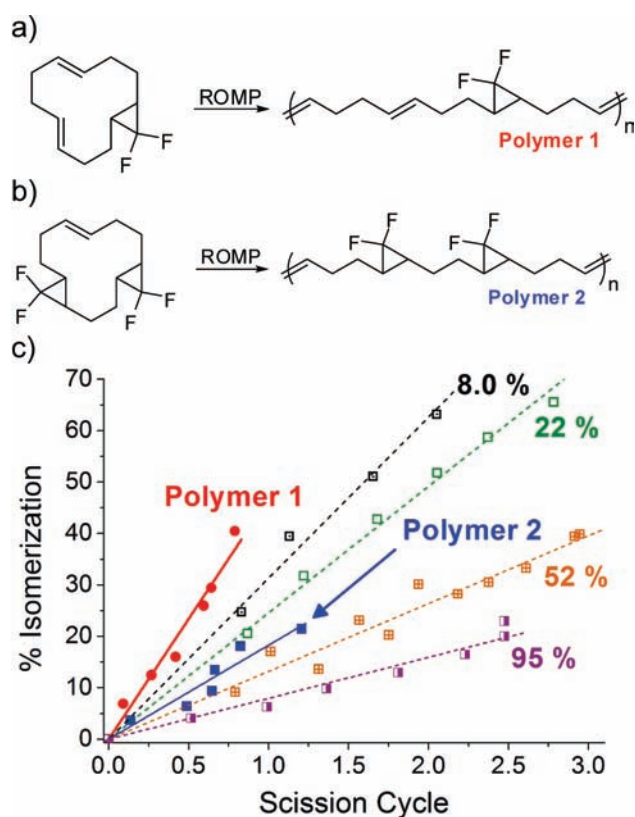 a)
F
F
ROMP
F
F
m
Polymer 1
b)
F
F
F
F
ROMP
F
F
F
F
n
Polymer 2
c)
70
60
50
40
30
20
10
0
% Isomerization
8.0 %
22 %
Polymer 1
Polymer 2
52 %
95 %
0.0 0.5 1.0 1.5 2.0 2.5 3.0
Scission Cycle